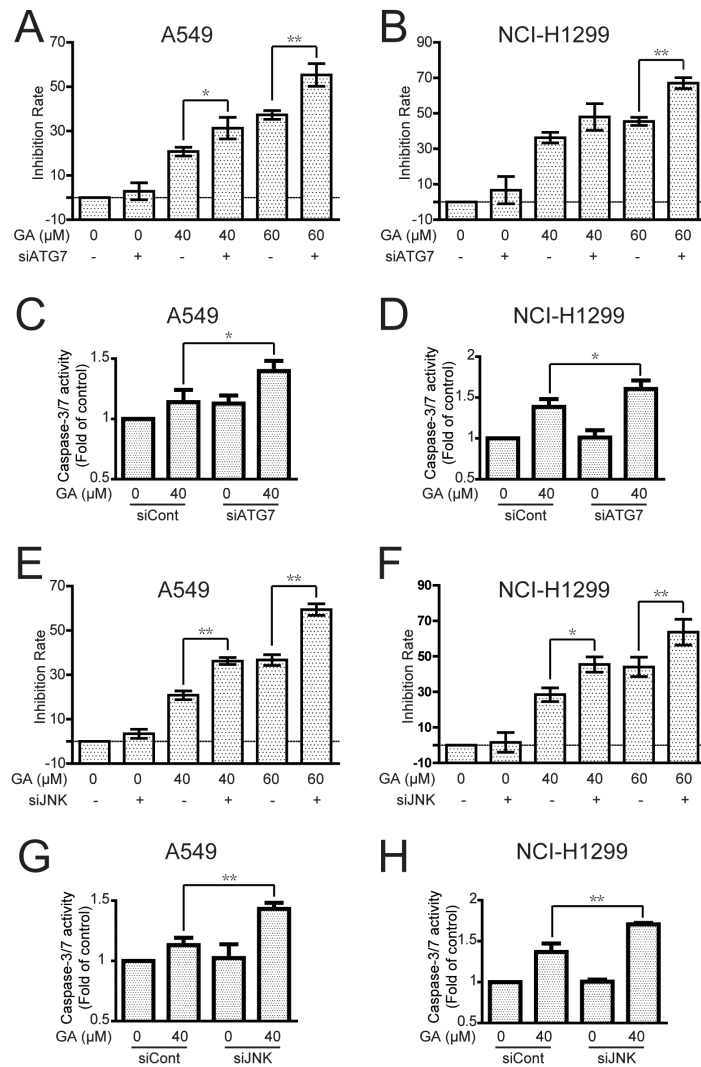 A
A549
Inhibition Rate
70
50
30
10
-10
*
**
GA (μM) 0 0 40 40 60 60
siATG7 - + - + - +
B
NCI-H1299
Inhibition Rate
90
70
50
30
10
-10
**
GA (μM) 0 0 40 40 60 60
siATG7 - + - + - +
C
A549
Caspase-3/7 activity
(Fold of control)
1.5
1
0.5
*
GA (μM) 0 40 0 40
siCont siATG7
D
NCI-H1299
Caspase-3/7 activity
(Fold of control)
2
1.5
1
0.5
*
GA (μM) 0 40 0 40
siCont siATG7
E
A549
Inhibition Rate
70
50
30
10
-10
**
**
GA (μM) 0 0 40 40 60 60
siJNK - + - + - +
F
NCI-H1299
Inhibition Rate
90
70
50
30
10
-10
*
**
GA (μM) 0 0 40 40 60 60
siJNK - + - + - +
G
A549
Caspase-3/7 activity
(Fold of control)
1.5
1
0.5
**
GA (μM) 0 40 0 40
siCont siJNK
H
NCI-H1299
Caspase-3/7 activity
(Fold of control)
2
1.5
1
0.5
**
GA (μM) 0 40 0 40
siCont siJNK